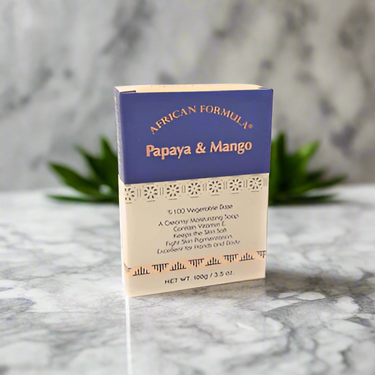 AFRICAN FORMULA®
Papaya & Mango
%100 Vegetable Base
A Creamy Moisturizing Soap
Contain Vitamin E
Keeps the Skin Soft
Fight Skin Pigmentation
Excellent for Hands and Body
NET WT. 100g / 3.5 oz.